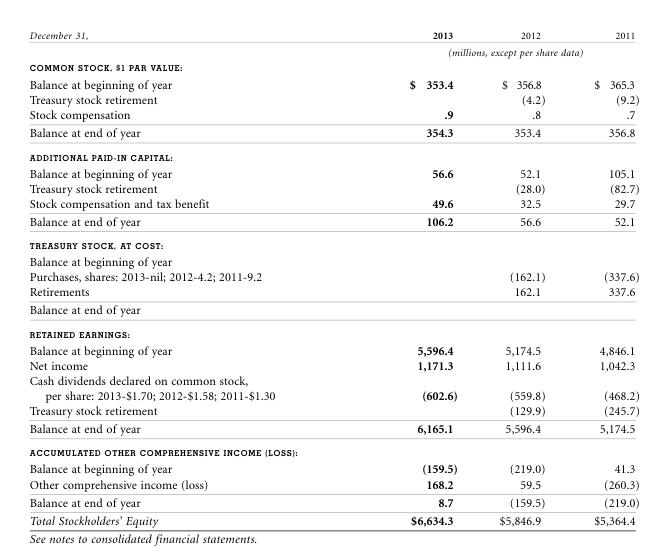 December 31, 2013 2012 2011
(millions, except per share data)
COMMON STOCK, $1 PAR VALUE:
Balance at beginning of year $ 353.4 $ 356.8 $ 365.3
Treasury stock retirement (4.2) (9.2)
Stock compensation .9 .8 .7
Balance at end of year 354.3 353.4 356.8
ADDITIONAL PAID-IN CAPITAL:
Balance at beginning of year 56.6 52.1 105.1
Treasury stock retirement (28.0) (82.7)
Stock compensation and tax benefit 49.6 32.5 29.7
Balance at end of year 106.2 56.6 52.1
TREASURY STOCK, AT COST:
Balance at beginning of year
Purchases, shares: 2013-nil; 2012-4.2; 2011-9.2 (162.1) (337.6)
Retirements 162.1 337.6
Balance at end of year
RETAINED EARNINGS:
Balance at beginning of year 5,596.4 5,174.5 4,846.1
Net income 1,171.3 1,111.6 1,042.3
Cash dividends declared on common stock,
per share: 2013-$1.70; 2012-$1.58; 2011-$1.30 (602.6) (559.8) (468.2)
Treasury stock retirement (129.9) (245.7)
Balance at end of year 6,165.1 5,596.4 5,174.5
ACCUMULATED OTHER COMPREHENSIVE INCOME (LOSS):
Balance at beginning of year (159.5) (219.0) 41.3
Other comprehensive income (loss) 168.2 59.5 (260.3)
Balance at end of year 8.7 (159.5) (219.0)
Total Stockholders' Equity $6,634.3 $5,846.9 $5,364.4
See notes to consolidated financial statements.